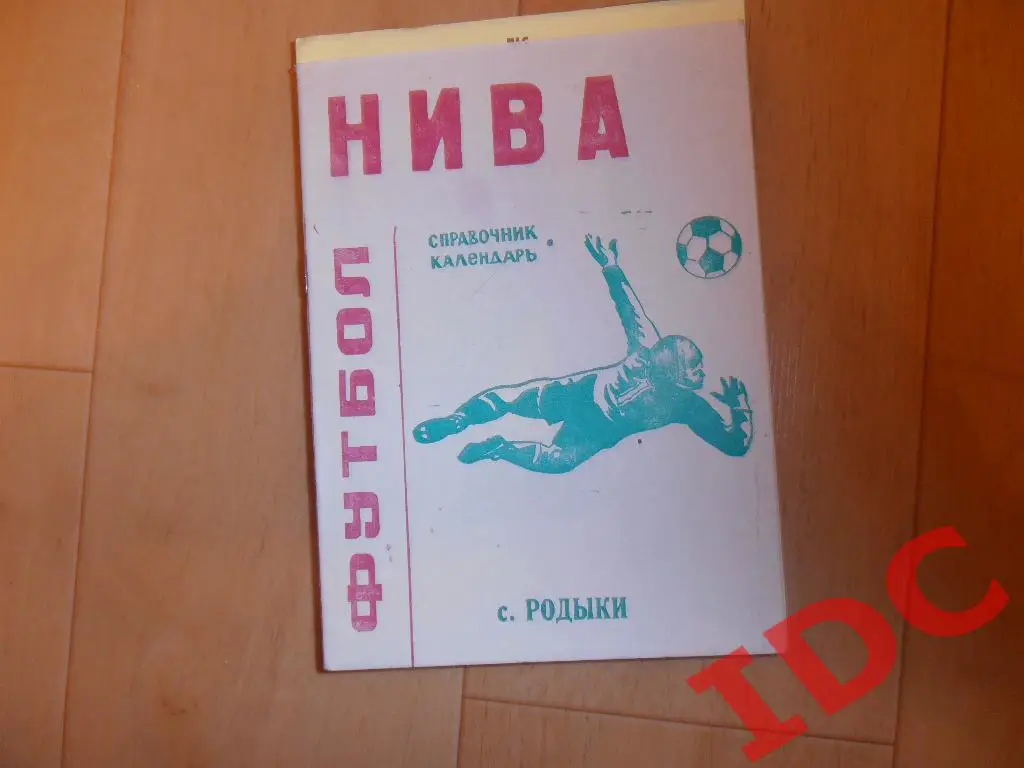 НИВА
ФУТБОЛ
СПРАВОЧНИК
КАЛЕНДАРЬ
с. РОДЫКИ
IDC